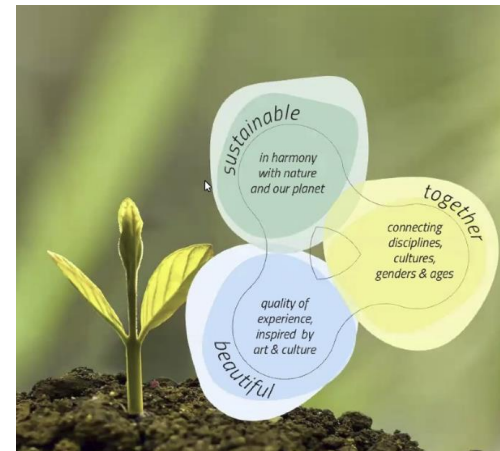 sustainable
in harmony
with nature
and our planet
together
connecting
disciplines,
cultures,
genders & ages
quality of
experience,
inspired by
art & culture
beautiful